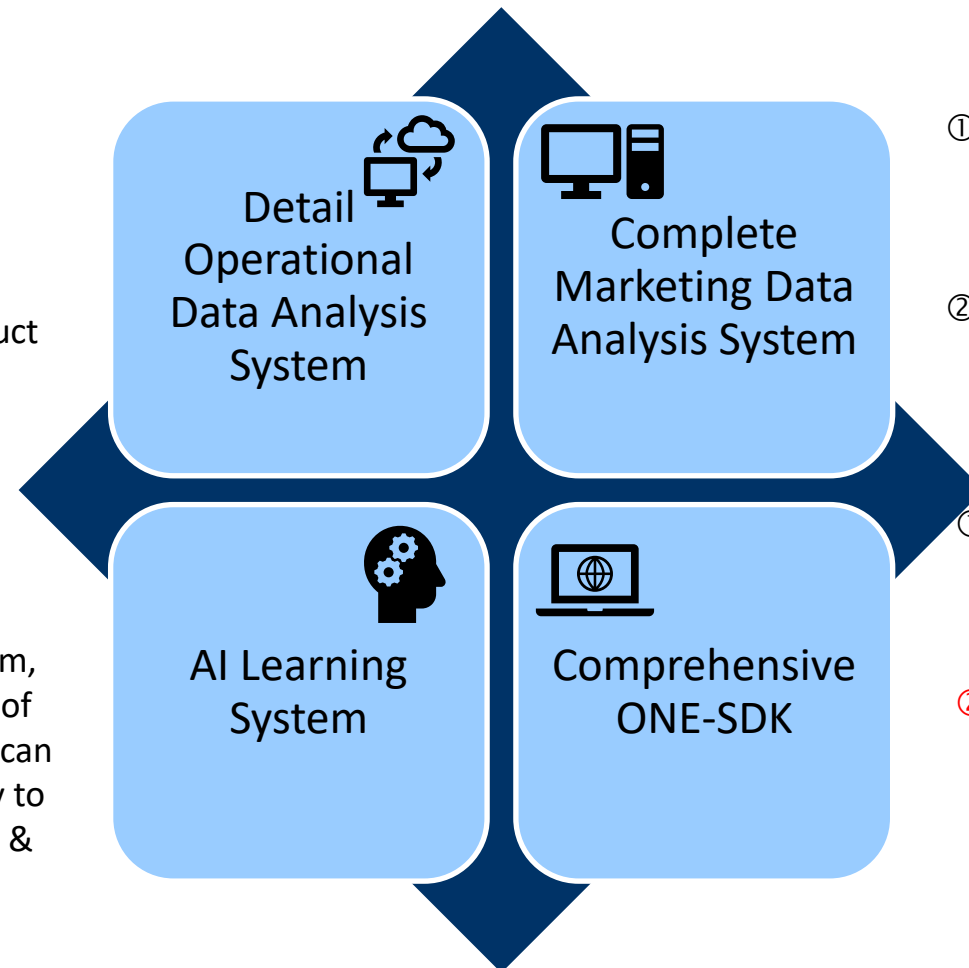 Detail
Operational
Data Analysis
System
Complete
Marketing Data
Analysis System
①
②
AI Learning
System
Comprehensive
ONE-SDK
of
can
to
&